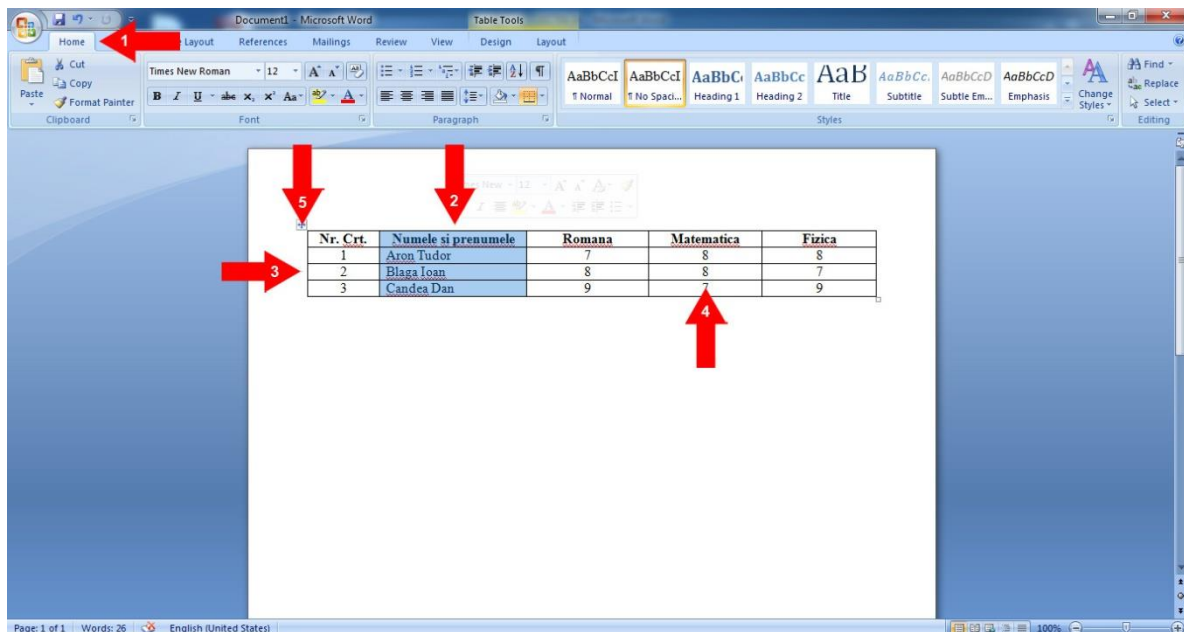 Document1 - Microsoft Word Table Tools
Home 1 Layout References Mailings Review View Design Layout
Paste Cut Copy Format Painter Clipboard
Times New Roman 12 Font
Paragraph
AaBbCcI AaBbCcI AaBbC AaBbCc AaB AaBbCc. AaBbCcD AaBbCcD
¶ Normal ¶ No Spaci... Heading 1 Heading 2 Title Subtitle Subtle Em... Emphasis Change Styles
Styles
Find Replace Select Editing
5 2
Nr. Crt. Numele si prenumele Romana Matematica Fizica
1 Aron Tudor 7 8 8
3 2 Blaga Ioan 8 8 7
3 Candea Dan 9 7 9
4
Page: 1 of 1 Words: 26 English (United States) 100%